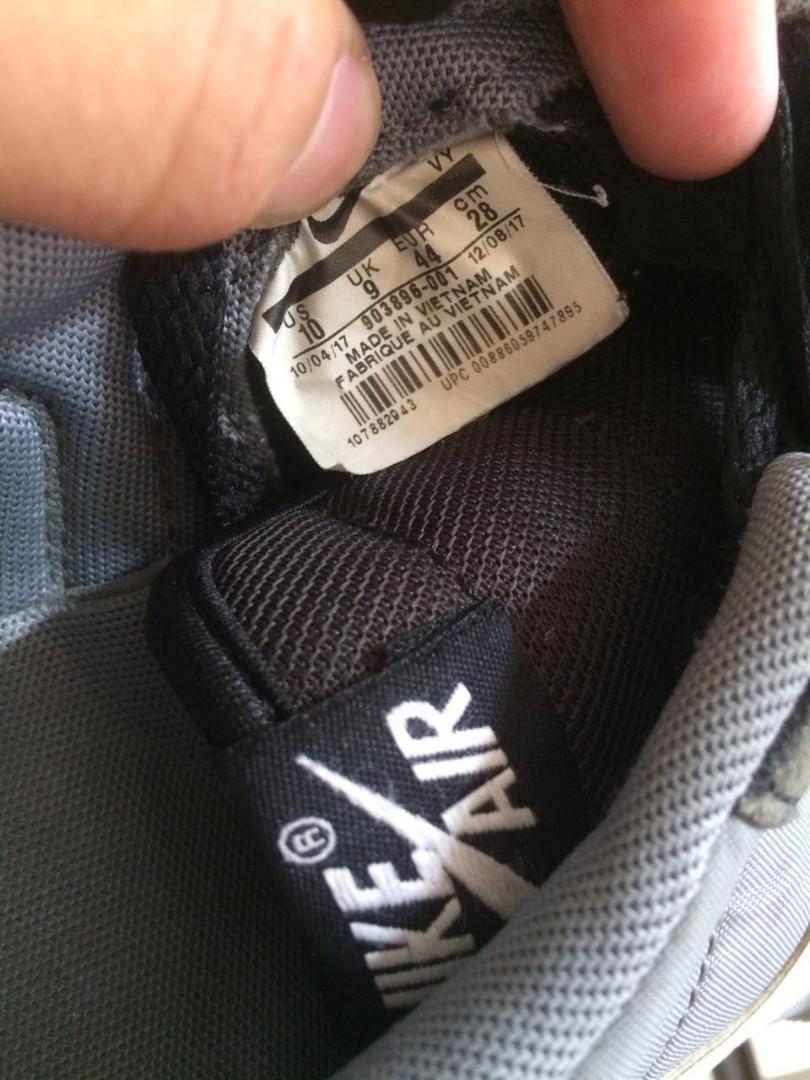 VY
US UK EUR cm
10 9 44 28
903896-001
10/04/17 12/08/17
MADE IN VIETNAM
FABRIQUE AU VIETNAM
107882943 UPC 00886059747895
NIKE/AIR®